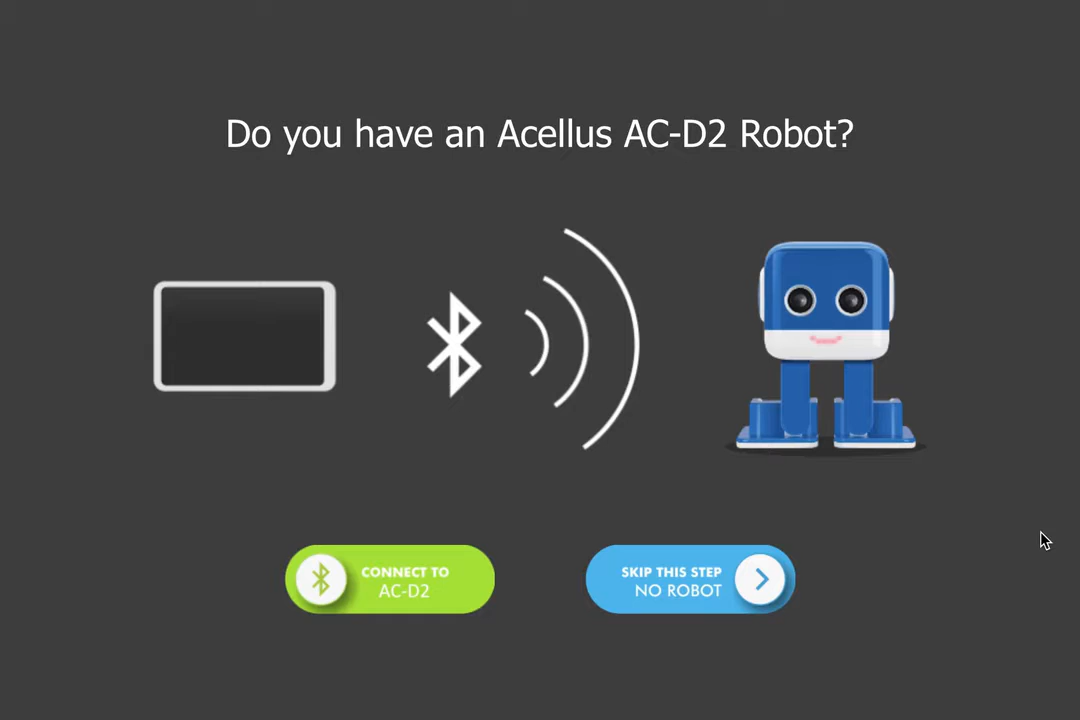 Do you have an Acellus AC-D2 Robot?
CONNECT TO
AC-D2
SKIP THIS STEP
NO ROBOT